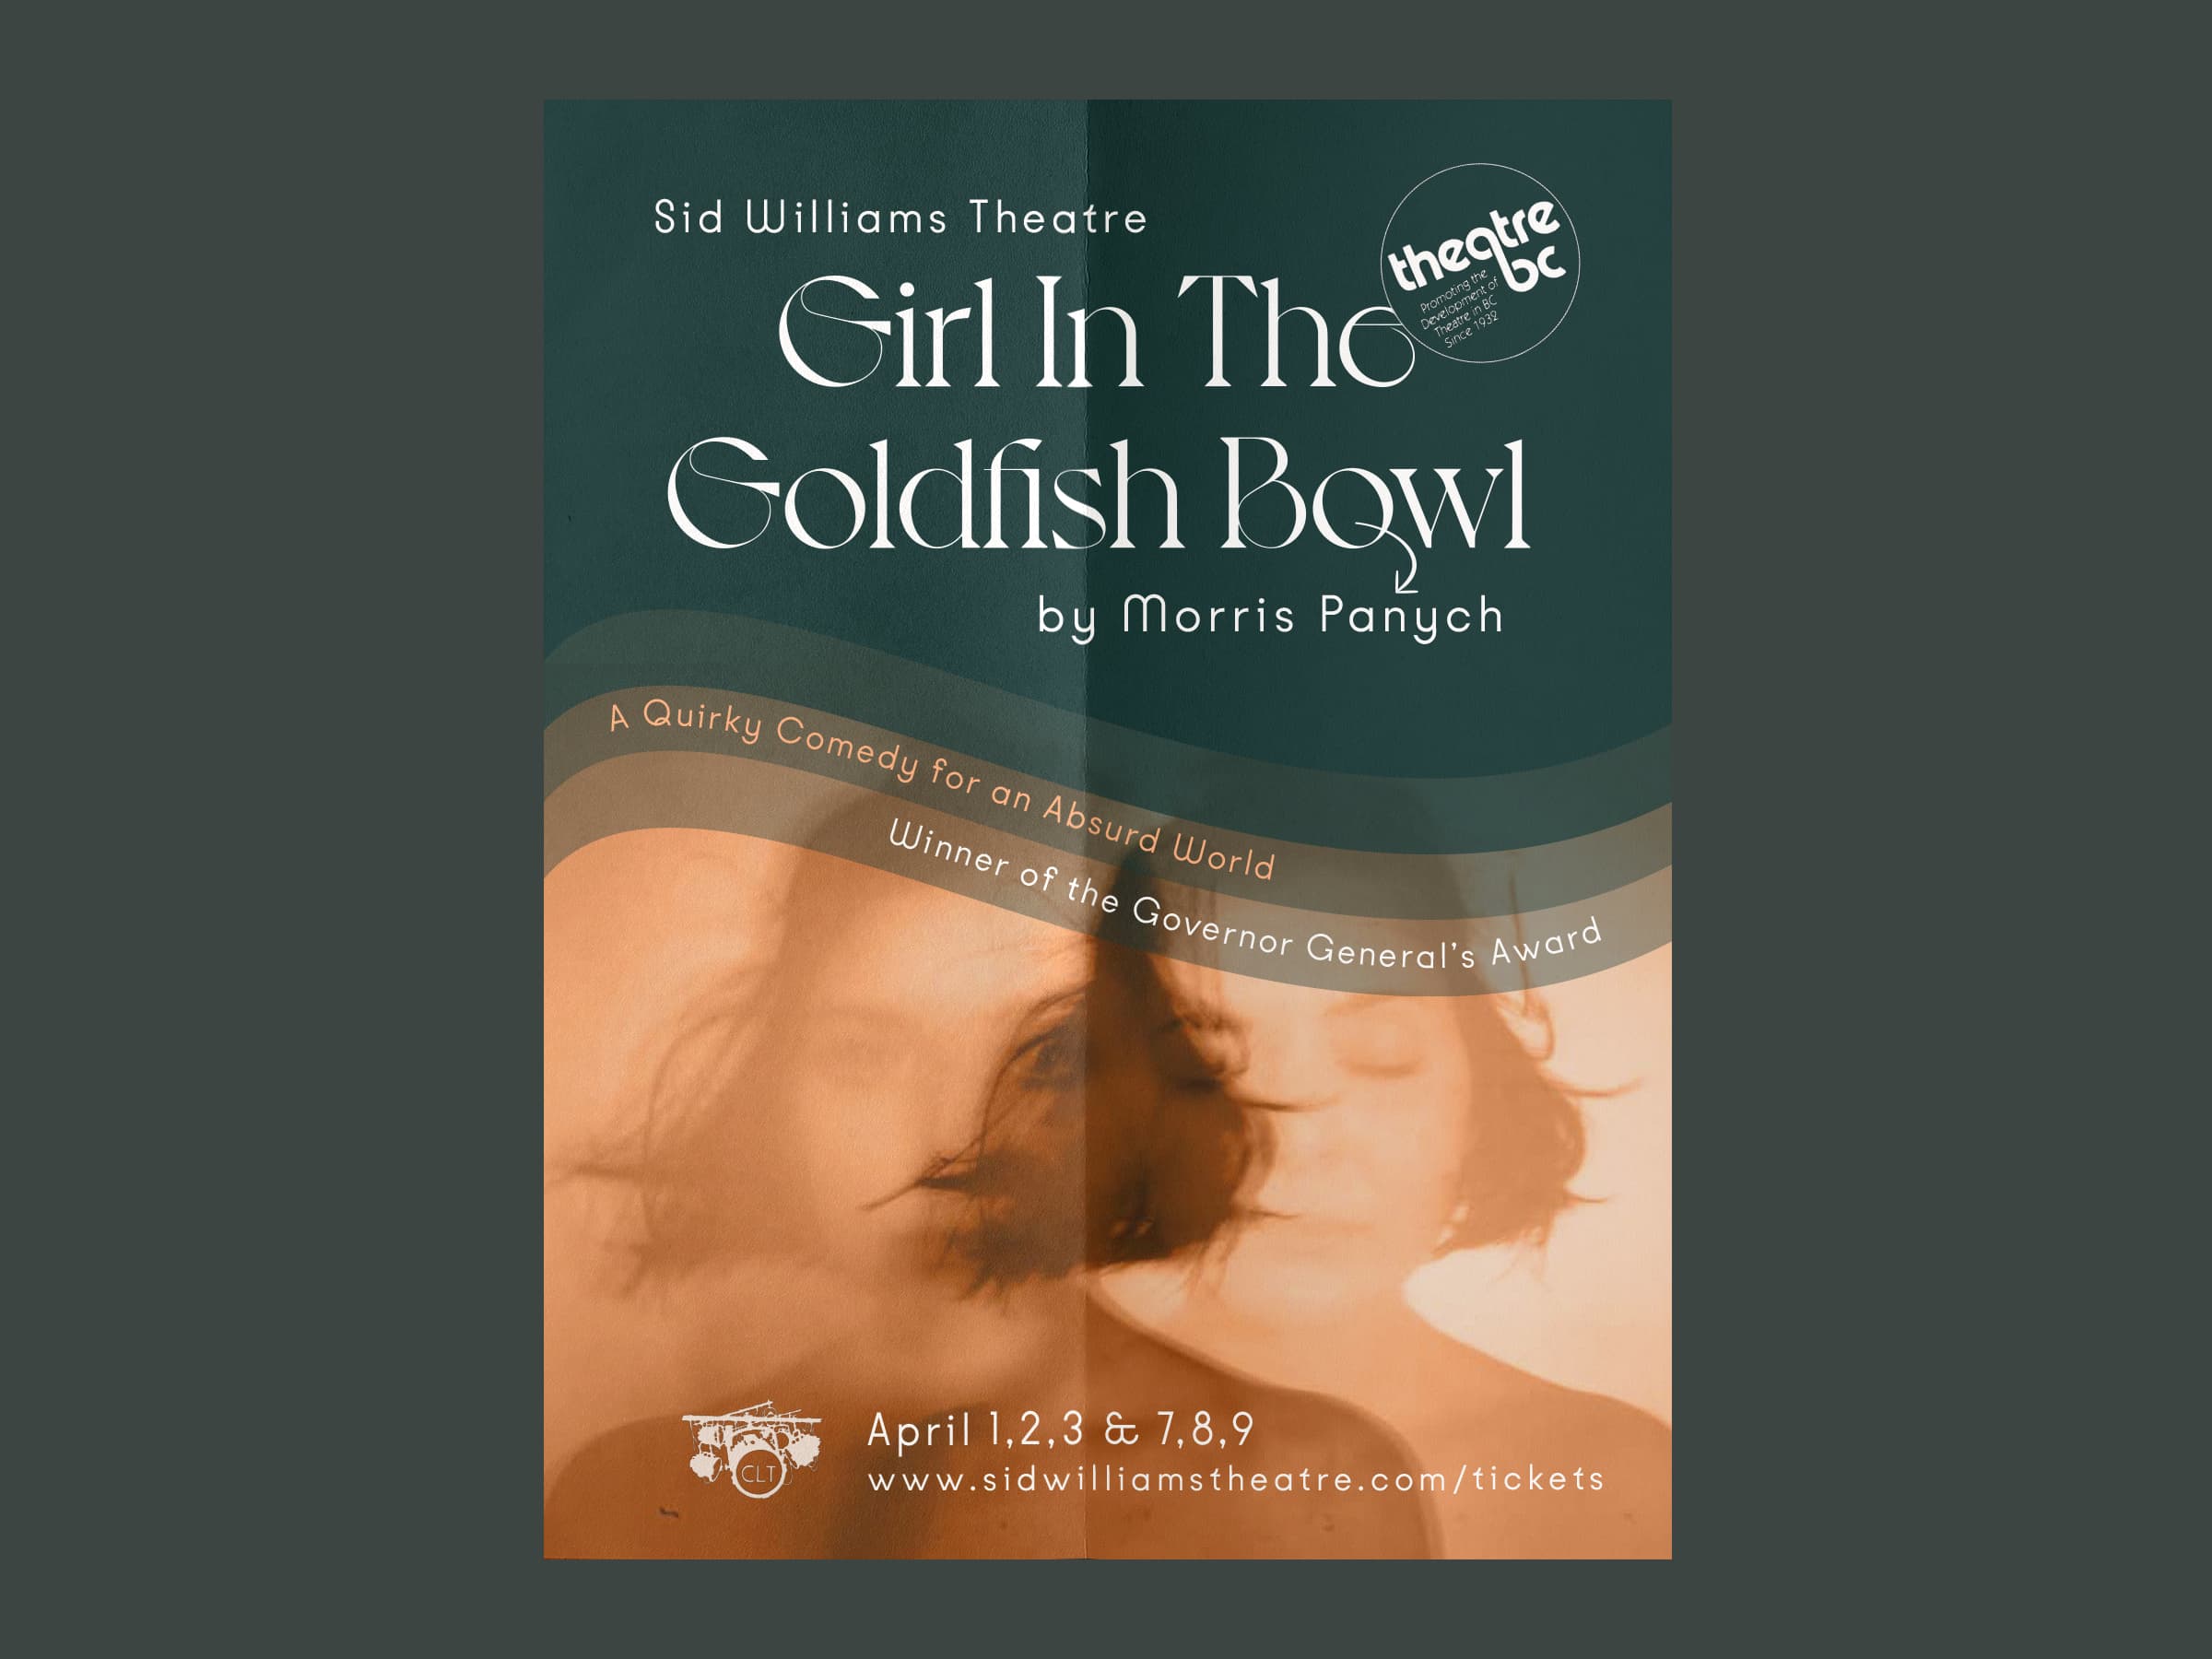 Sid Williams Theatre
theatre
bc
Promoting the
Development of
Theatre in BC
Since 1932
Girl In The
Goldfish Bowl
by Morris Panych
A Quirky Comedy for an Absurd World
Winner of the Governor General's Award
CLT
April 1,2,3 & 7,8,9
www.sidwilliamstheatre.com/tickets